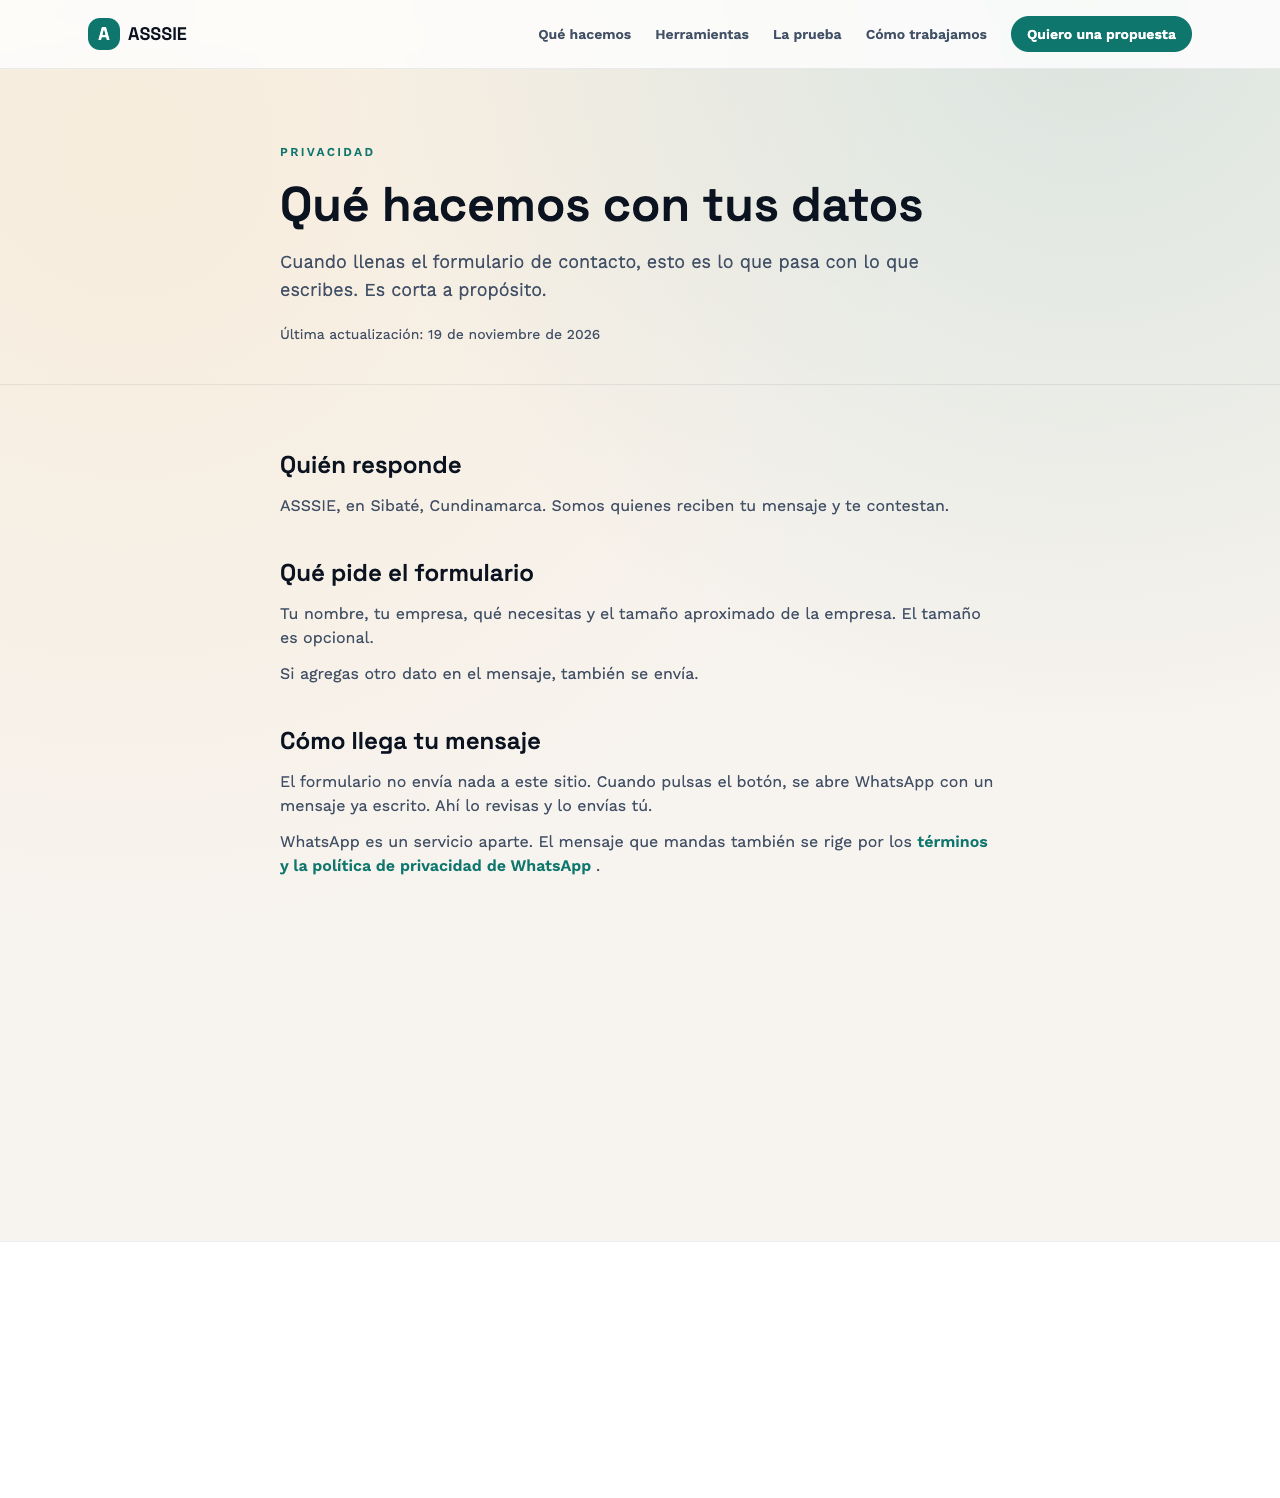 A ASSSIE
Qué hacemos Herramientas La prueba Cómo trabajamos Quiero una propuesta
PRIVACIDAD
Qué hacemos con tus datos
Cuando llenas el formulario de contacto, esto es lo que pasa con lo que
escribes. Es corta a propósito.
Última actualización: 19 de noviembre de 2026
Quién responde
ASSSIE, en Sibaté, Cundinamarca. Somos quienes reciben tu mensaje y te contestan.
Qué pide el formulario
Tu nombre, tu empresa, qué necesitas y el tamaño aproximado de la empresa. El tamaño
es opcional.
Si agregas otro dato en el mensaje, también se envía.
Cómo llega tu mensaje
El formulario no envía nada a este sitio. Cuando pulsas el botón, se abre WhatsApp con un
mensaje ya escrito. Ahí lo revisas y lo envías tú.
WhatsApp es un servicio aparte. El mensaje que mandas también se rige por los términos
y la política de privacidad de WhatsApp .